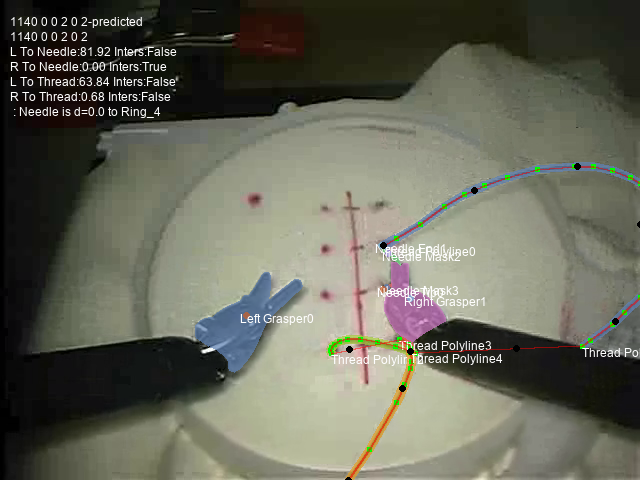 1140 0 0 2 0 2-predicted
1140 0 0 2 0 2
L To Needle:81.92 Inters:False
R To Needle:0.00 Inters:True
L To Thread:63.84 Inters:False
R To Thread:0.68 Inters:False
: Needle is d=0.0 to Ring_4
Needle Mask2
Needle Mask3
Right Grasper1
Left Grasper0
Thread Polyline3
Thread Polyline4